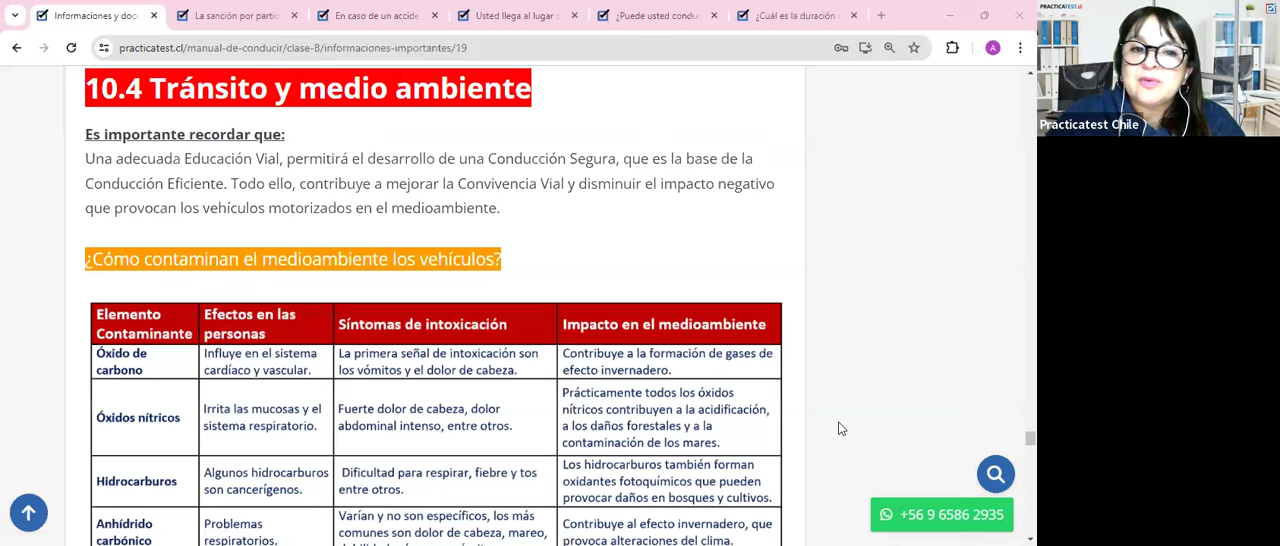 Informaciones y docu
La sanción por partici
En caso de un accide
Usted llega al lugar d
¿Puede usted condu
¿Cuál es la duración
practicatest.cl/manual-de-conducir/clase-B/informaciones-importantes/19
A
PRACTICATEST.CL
Practicatest Chile
10.4 Tránsito y medio ambiente
Es importante recordar que:
Una adecuada Educación Vial, permitirá el desarrollo de una Conducción Segura, que es la base de la
Conducción Eficiente. Todo ello, contribuye a mejorar la Convivencia Vial y disminuir el impacto negativo
que provocan los vehículos motorizados en el medioambiente.
¿Cómo contaminan el medioambiente los vehículos?
Elemento
Contaminante
Efectos en las
personas
Síntomas de intoxicación
Impacto en el medioambiente
Óxido de
carbono
Influye en el sistema
cardíaco y vascular.
La primera señal de intoxicación son
los vómitos y el dolor de cabeza.
Contribuye a la formación de gases de
efecto invernadero.
Óxidos nítricos
Irrita las mucosas y el
sistema respiratorio.
Fuerte dolor de cabeza, dolor
abdominal intenso, entre otros.
Prácticamente todos los óxidos
nítricos contribuyen a la acidificación,
a los daños forestales y a la
contaminación de los mares.
Hidrocarburos
Algunos hidrocarburos
son cancerígenos.
Dificultad para respirar, fiebre y tos
entre otros.
Los hidrocarburos también forman
oxidantes fotoquímicos que pueden
provocar daños en bosques y cultivos.
Anhídrido
carbónico
Problemas
respiratorios.
Varían y no son específicos, los más
comunes son dolor de cabeza, mareo,
Contribuye al efecto invernadero, que
provoca alteraciones del clima.
+56 9 6586 2935